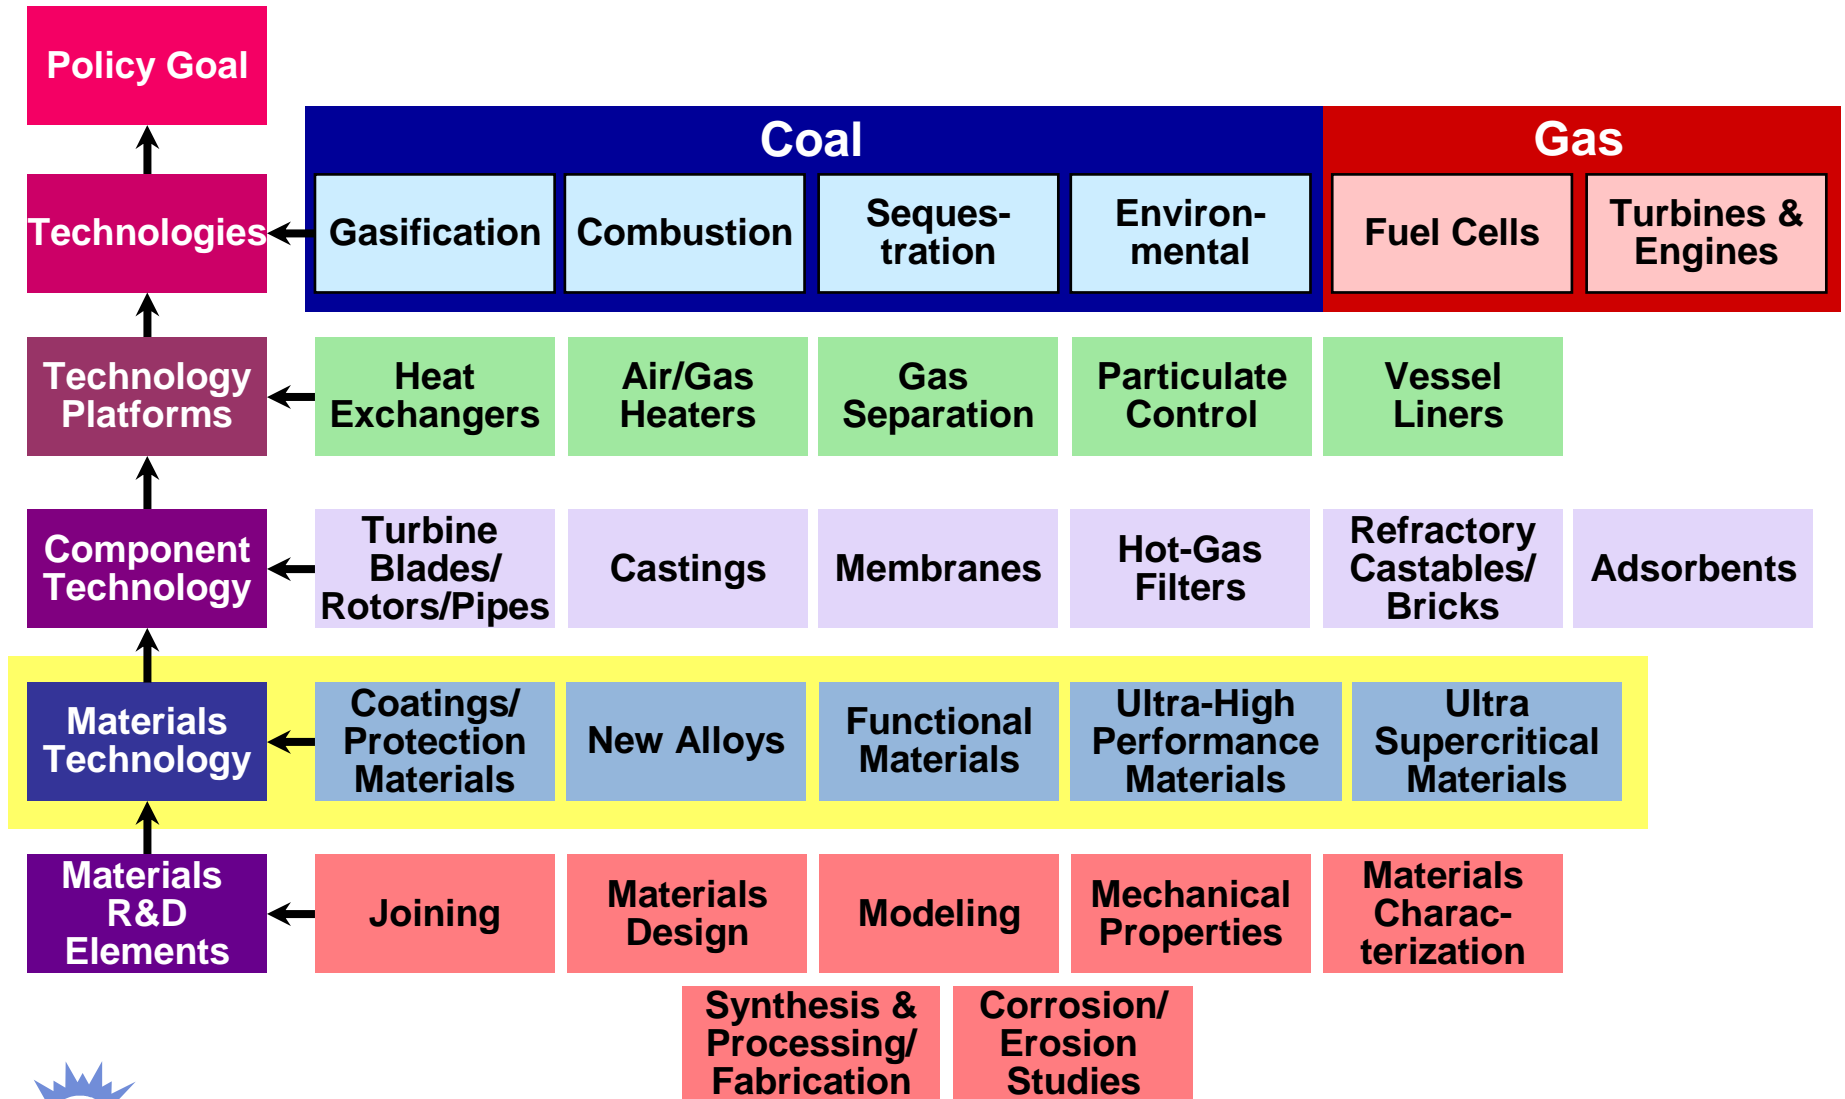 Policy Goal
Coal
Gas
Technologies
Gasification
Combustion
Seques-
tration
Environ-
mental
Fuel Cells
Turbines &
Engines
Technology
Platforms
Heat
Exchangers
Air/Gas
Heaters
Gas
Separation
Particulate
Control
Vessel
Liners
Component
Technology
Turbine
Blades/
Rotors/Pipes
Castings
Membranes
Hot-Gas
Filters
Refractory
Castables/
Bricks
Adsorbents
Materials
Technology
Coatings/
Protection
Materials
New Alloys
Functional
Materials
Ultra-High
Performance
Materials
Ultra
Supercritical
Materials
Materials
R&D
Elements
Joining
Materials
Design
Modeling
Mechanical
Properties
Materials
Charac-
terization
Synthesis &
Processing/
Fabrication
Corrosion/
Erosion
Studies